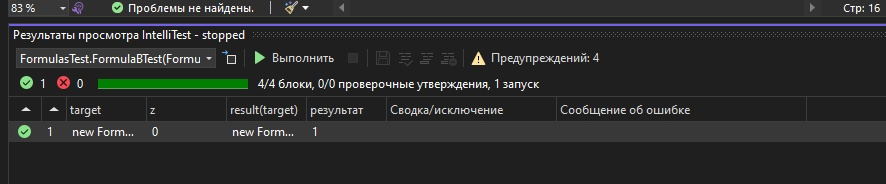 83 % Проблемы не найдены. Стр: 16
Результаты просмотра IntelliTest - stopped
FormulasTest.FormulaBTest(Formu Выполнить Предупреждений: 4
1 0 4/4 блоки, 0/0 проверочные утверждения, 1 запуск
target z result(target) результат Сводка/исключение Сообщение об ошибке
1 new Form... 0 new Form... 1